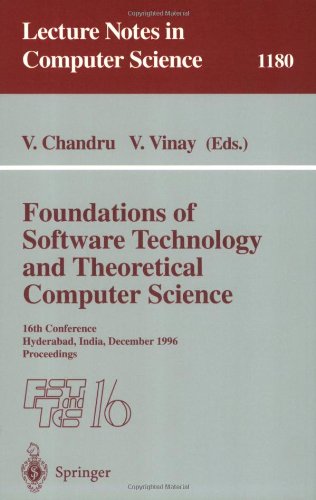 Lecture Notes in
Computer Science 1180
V. Chandru V. Vinay (Eds.)
Foundations of
Software Technology
and Theoretical
Computer Science
16th Conference
Hyderabad, India, December 1996
Proceedings
FST and
TCS 16
Springer